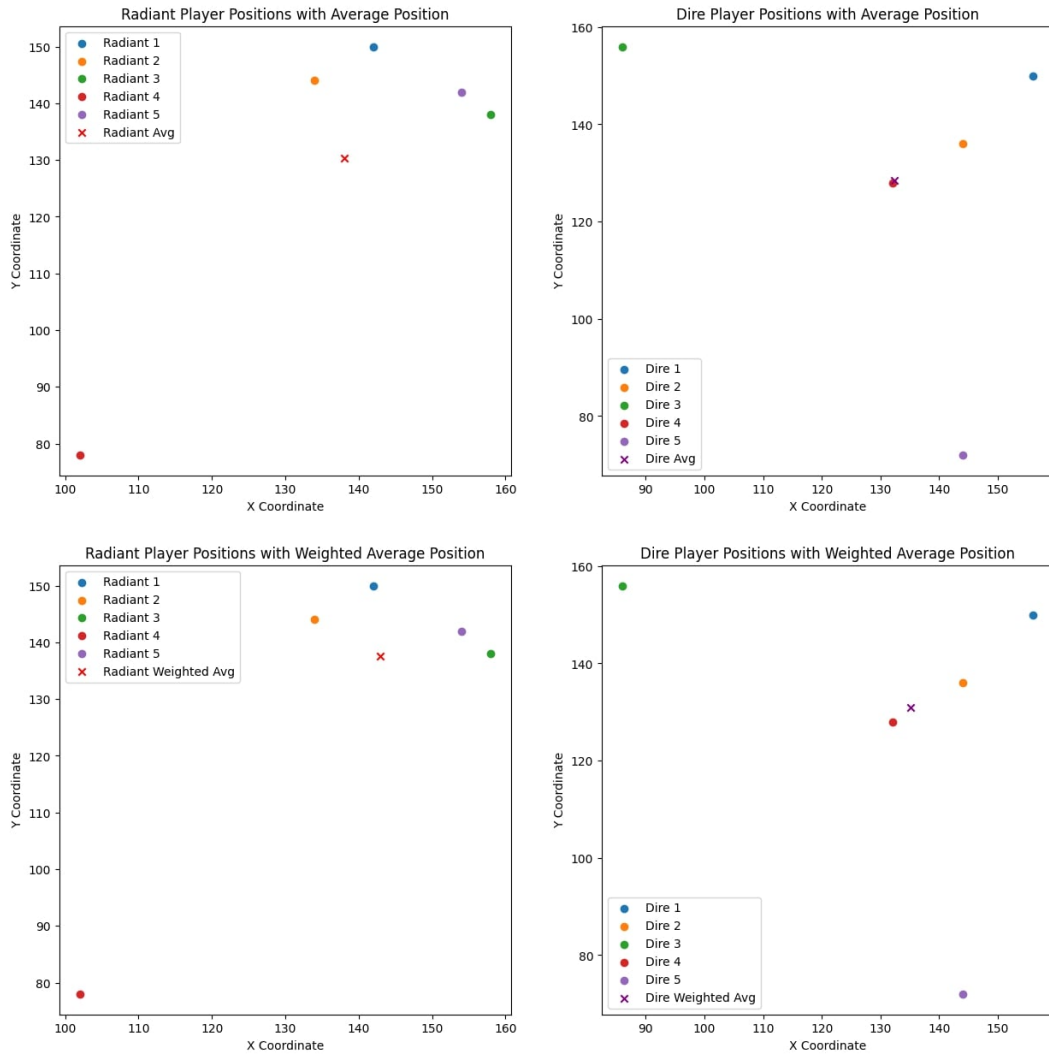 Radiant Player Positions with Average Position
Radiant 1
Radiant 2
Radiant 3
Radiant 4
Radiant 5
Radiant Avg
150
140
130
120
110
100
90
80
Y Coordinate
100 110 120 130 140 150 160
X Coordinate
Dire Player Positions with Average Position
160
140
120
100
80
Y Coordinate
Dire 1
Dire 2
Dire 3
Dire 4
Dire 5
Dire Avg
90 100 110 120 130 140 150
X Coordinate
Radiant Player Positions with Weighted Average Position
Radiant 1
Radiant 2
Radiant 3
Radiant 4
Radiant 5
Radiant Weighted Avg
150
140
130
120
110
100
90
80
Y Coordinate
100 110 120 130 140 150 160
X Coordinate
Dire Player Positions with Weighted Average Position
160
140
120
100
80
Y Coordinate
Dire 1
Dire 2
Dire 3
Dire 4
Dire 5
Dire Weighted Avg
90 100 110 120 130 140 150
X Coordinate